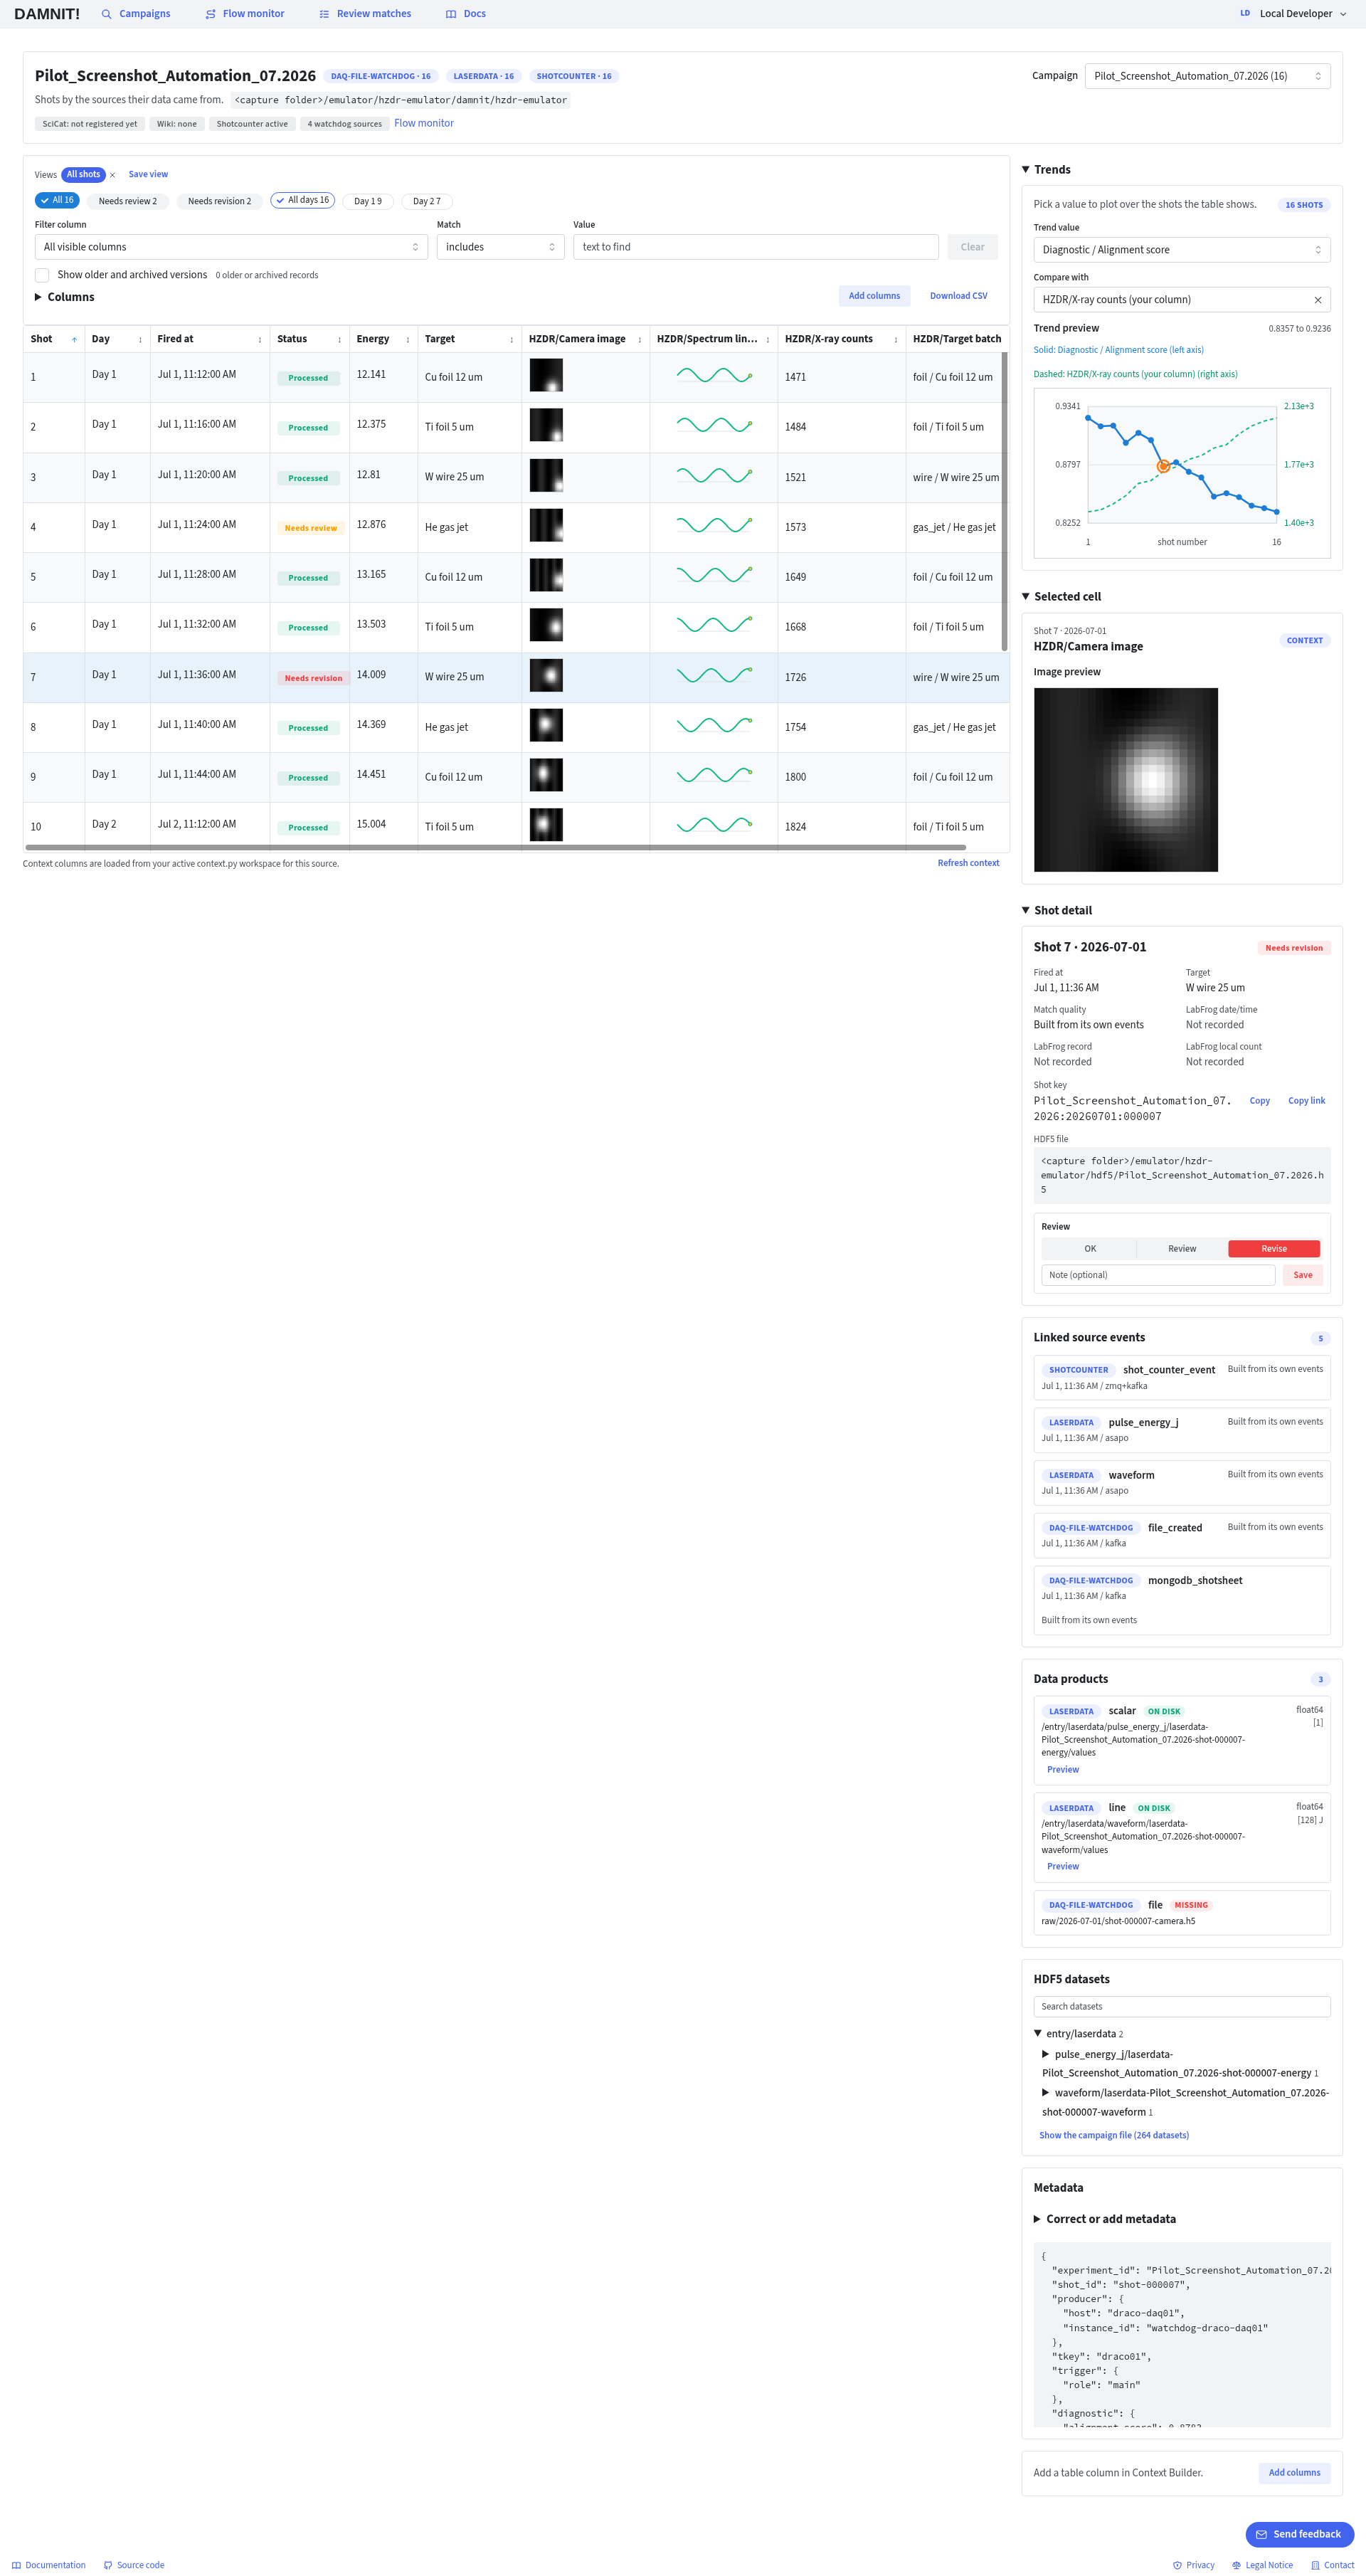 DAMNIT! Campaigns Flow monitor Review matches Docs LD Local Developer
Pilot_Screenshot_Automation_07.2026 DAQ-FILE-WATCHDOG · 16 LASERDATA · 16 SHOTCOUNTER · 16
Campaign Pilot_Screenshot_Automation_07.2026 (16)
Shots by the sources their data came from. <capture folder>/emulator/hzdr-emulator/damnit/hzdr-emulator
SciCat: not registered yet Wiki: none Shotcounter active 4 watchdog sources Flow monitor
Views All shots × Save view
All 16 Needs review 2 Needs revision 2 All days 16 Day 1 9 Day 2 7
Filter column Match Value
All visible columns includes text to find Clear
Show older and archived versions 0 older or archived records
Columns Add columns Download CSV
Shot Day Fired at Status Energy Target HZDR/Camera image HZDR/Spectrum lin... HZDR/X-ray counts HZDR/Target batch
1 Day 1 Jul 1, 11:12:00 AM Processed 12.141 Cu foil 12 um 1471 foil / Cu foil 12 um
2 Day 1 Jul 1, 11:16:00 AM Processed 12.375 Ti foil 5 um 1484 foil / Ti foil 5 um
3 Day 1 Jul 1, 11:20:00 AM Processed 12.81 W wire 25 um 1521 wire / W wire 25 um
4 Day 1 Jul 1, 11:24:00 AM Needs review 12.876 He gas jet 1573 gas_jet / He gas jet
5 Day 1 Jul 1, 11:28:00 AM Processed 13.165 Cu foil 12 um 1649 foil / Cu foil 12 um
6 Day 1 Jul 1, 11:32:00 AM Processed 13.503 Ti foil 5 um 1668 foil / Ti foil 5 um
7 Day 1 Jul 1, 11:36:00 AM Needs revision 14.009 W wire 25 um 1726 wire / W wire 25 um
8 Day 1 Jul 1, 11:40:00 AM Processed 14.369 He gas jet 1754 gas_jet / He gas jet
9 Day 1 Jul 1, 11:44:00 AM Processed 14.451 Cu foil 12 um 1800 foil / Cu foil 12 um
10 Day 2 Jul 2, 11:12:00 AM Processed 15.004 Ti foil 5 um 1824 foil / Ti foil 5 um
Context columns are loaded from your active context.py workspace for this source. Refresh context
Trends
Pick a value to plot over the shots the table shows. 16 SHOTS
Trend value
Diagnostic / Alignment score
Compare with
HZDR/X-ray counts (your column)
Trend preview 0.8357 to 0.9236
Solid: Diagnostic / Alignment score (left axis)
Dashed: HZDR/X-ray counts (your column) (right axis)
0.9341 2.13e+3
0.8797 1.77e+3
0.8252 1.40e+3
1 shot number 16
Selected cell
Shot 7 · 2026-07-01
HZDR/Camera image CONTEXT
Image preview
Shot detail
Shot 7 · 2026-07-01 Needs revision
Fired at Target
Jul 1, 11:36 AM W wire 25 um
Match quality LabFrog date/time
Built from its own events Not recorded
LabFrog record LabFrog local count
Not recorded Not recorded
Shot key
Pilot_Screenshot_Automation_07. Copy Copy link
2026:20260701:000007
HDF5 file
<capture folder>/emulator/hzdr-
emulator/hdf5/Pilot_Screenshot_Automation_07.2026.h
5
Review
OK Review Revise
Note (optional) Save
Linked source events 5
SHOTCOUNTER shot_counter_event Built from its own events
Jul 1, 11:36 AM / zmq+kafka
LASERDATA pulse_energy_j Built from its own events
Jul 1, 11:36 AM / asapo
LASERDATA waveform Built from its own events
Jul 1, 11:36 AM / asapo
DAQ-FILE-WATCHDOG file_created Built from its own events
Jul 1, 11:36 AM / kafka
DAQ-FILE-WATCHDOG mongodb_shotsheet
Jul 1, 11:36 AM / kafka
Built from its own events
Data products 3
LASERDATA scalar ON DISK float64
[1]
/entry/laserdata/pulse_energy_j/laserdata-
Pilot_Screenshot_Automation_07.2026-shot-000007-
energy/values
Preview
LASERDATA line ON DISK float64
[128] J
/entry/laserdata/waveform/laserdata-
Pilot_Screenshot_Automation_07.2026-shot-000007-
waveform/values
Preview
DAQ-FILE-WATCHDOG file MISSING
raw/2026-07-01/shot-000007-camera.h5
HDF5 datasets
Search datasets
entry/laserdata 2
pulse_energy_j/laserdata-
Pilot_Screenshot_Automation_07.2026-shot-000007-energy 1
waveform/laserdata-Pilot_Screenshot_Automation_07.2026-
shot-000007-waveform 1
Show the campaign file (264 datasets)
Metadata
Correct or add metadata
{
"experiment_id": "Pilot_Screenshot_Automation_07.20
"shot_id": "shot-000007",
"producer": {
"host": "draco-daq01",
"instance_id": "watchdog-draco-daq01"
},
"tkey": "draco01",
"trigger": {
"role": "main"
},
"diagnostic": {
Add a table column in Context Builder. Add columns
Send feedback
Documentation Source code Privacy Legal Notice Contact